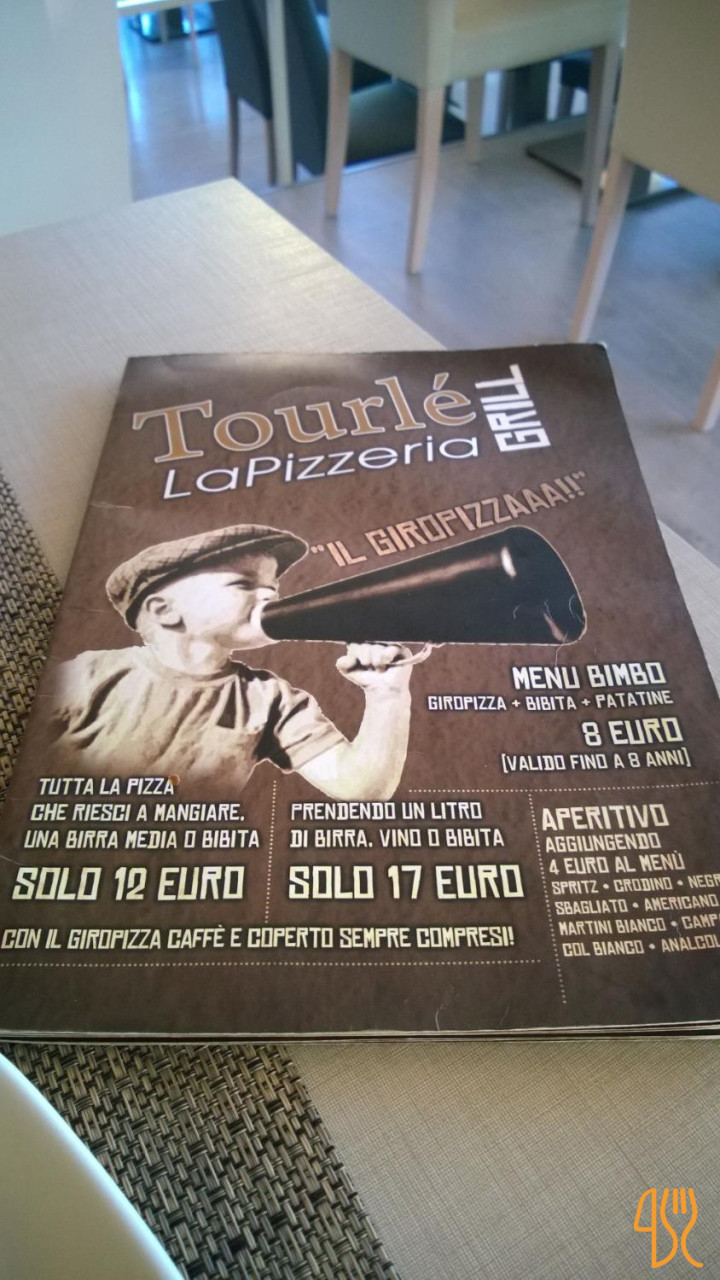 Tourlé
GRILL
LaPizzeria
"IL GIROPIZZAAA!!"
MENU BIMBO
GIROPIZZA + BIBITA + PATATINE
8 EURO
(VALIDO FINO A 8 ANNI)
TUTTA LA PIZZA
CHE RIESCI A MANGIARE,
UNA BIRRA MEDIA O BIBITA
SOLO 12 EURO
PRENDENDO UN LITRO
DI BIRRA, VINO O BIBITA
SOLO 17 EURO
CON IL GIROPIZZA CAFFÈ E COPERTO SEMPRE COMPRESI!
APERITIVO
AGGIUNGENDO
4 EURO AL MENÙ
SPRITZ • CRODINO • NEGR
SBAGLIATO • AMERICANO
MARTINI BIANCO • CAMP
COL BIANCO • ANALCOL